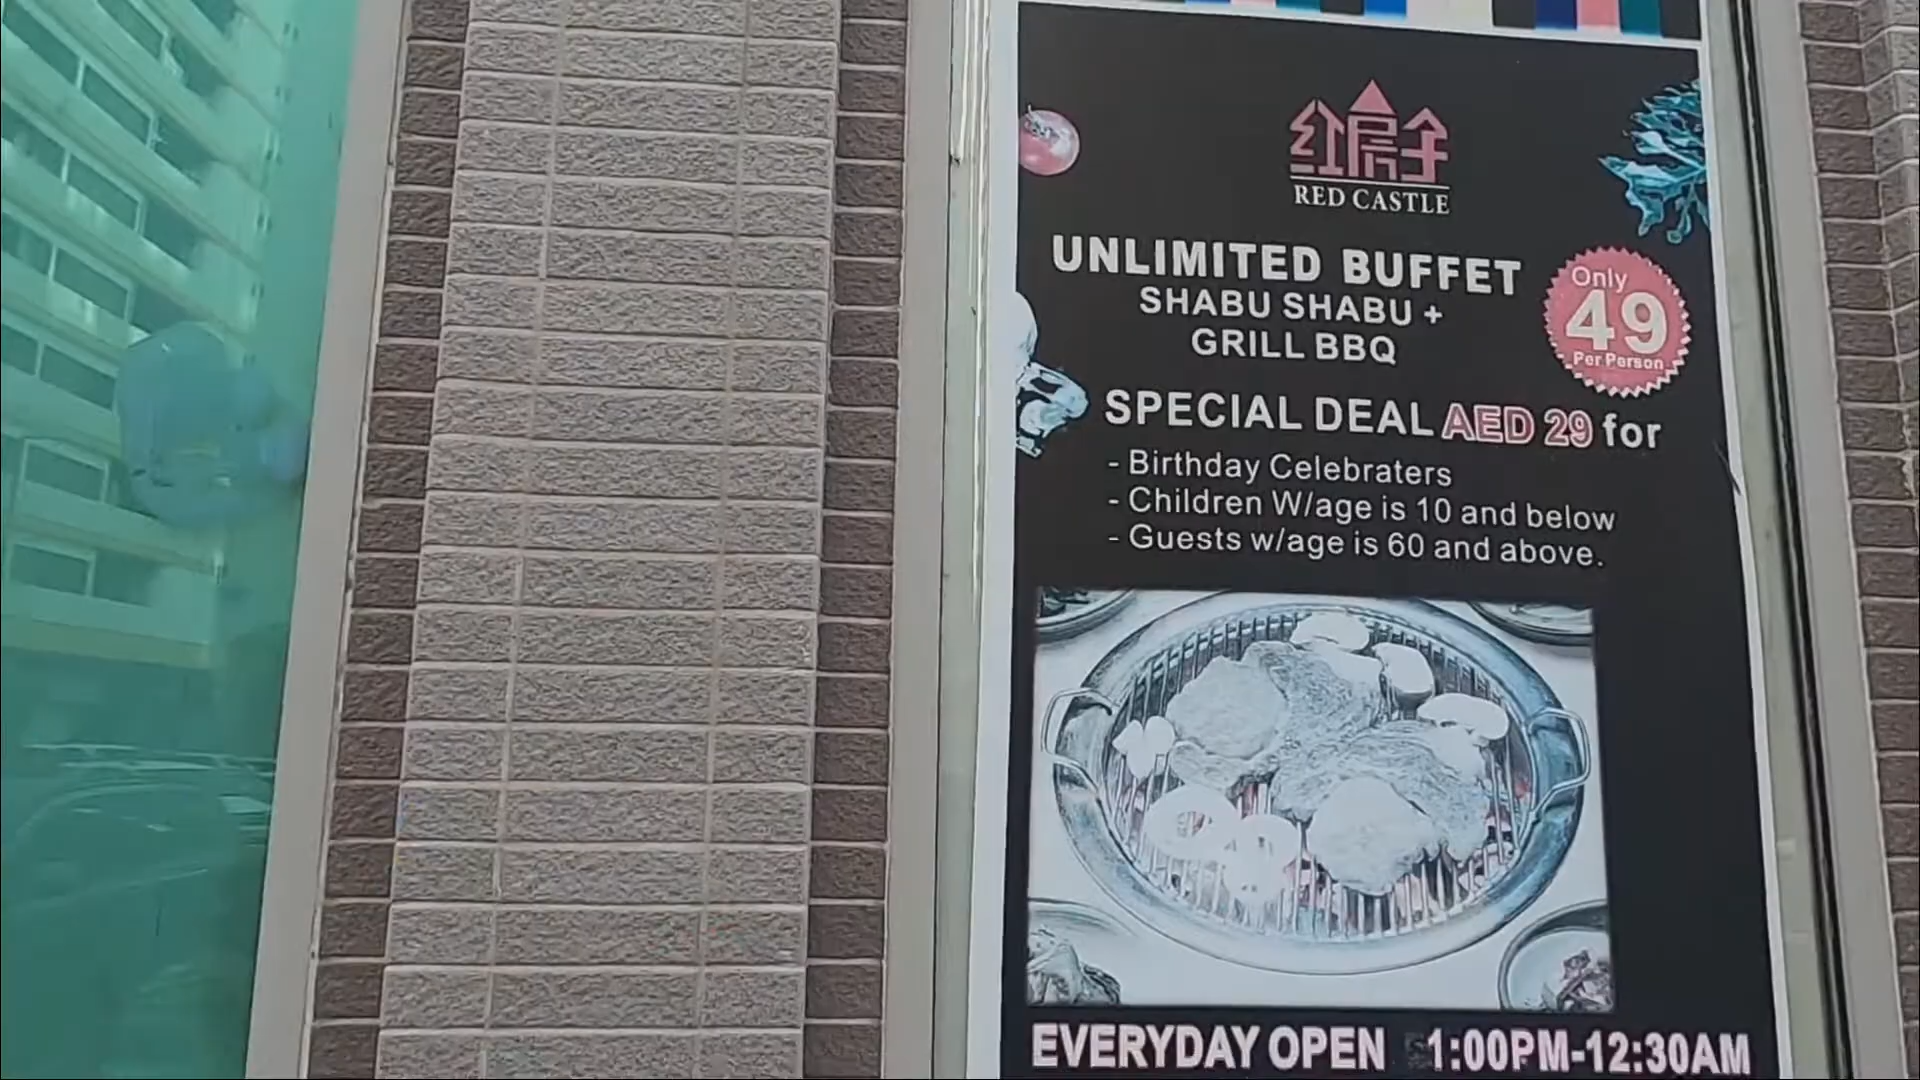 红房子
RED CASTLE
UNLIMITED BUFFET
SHABU SHABU +
GRILL BBQ
Only
49
Per Person
SPECIAL DEAL AED 29 for
- Birthday Celebraters
- Children W/age is 10 and below
- Guests w/age is 60 and above.
EVERYDAY OPEN 1:00PM-12:30AM